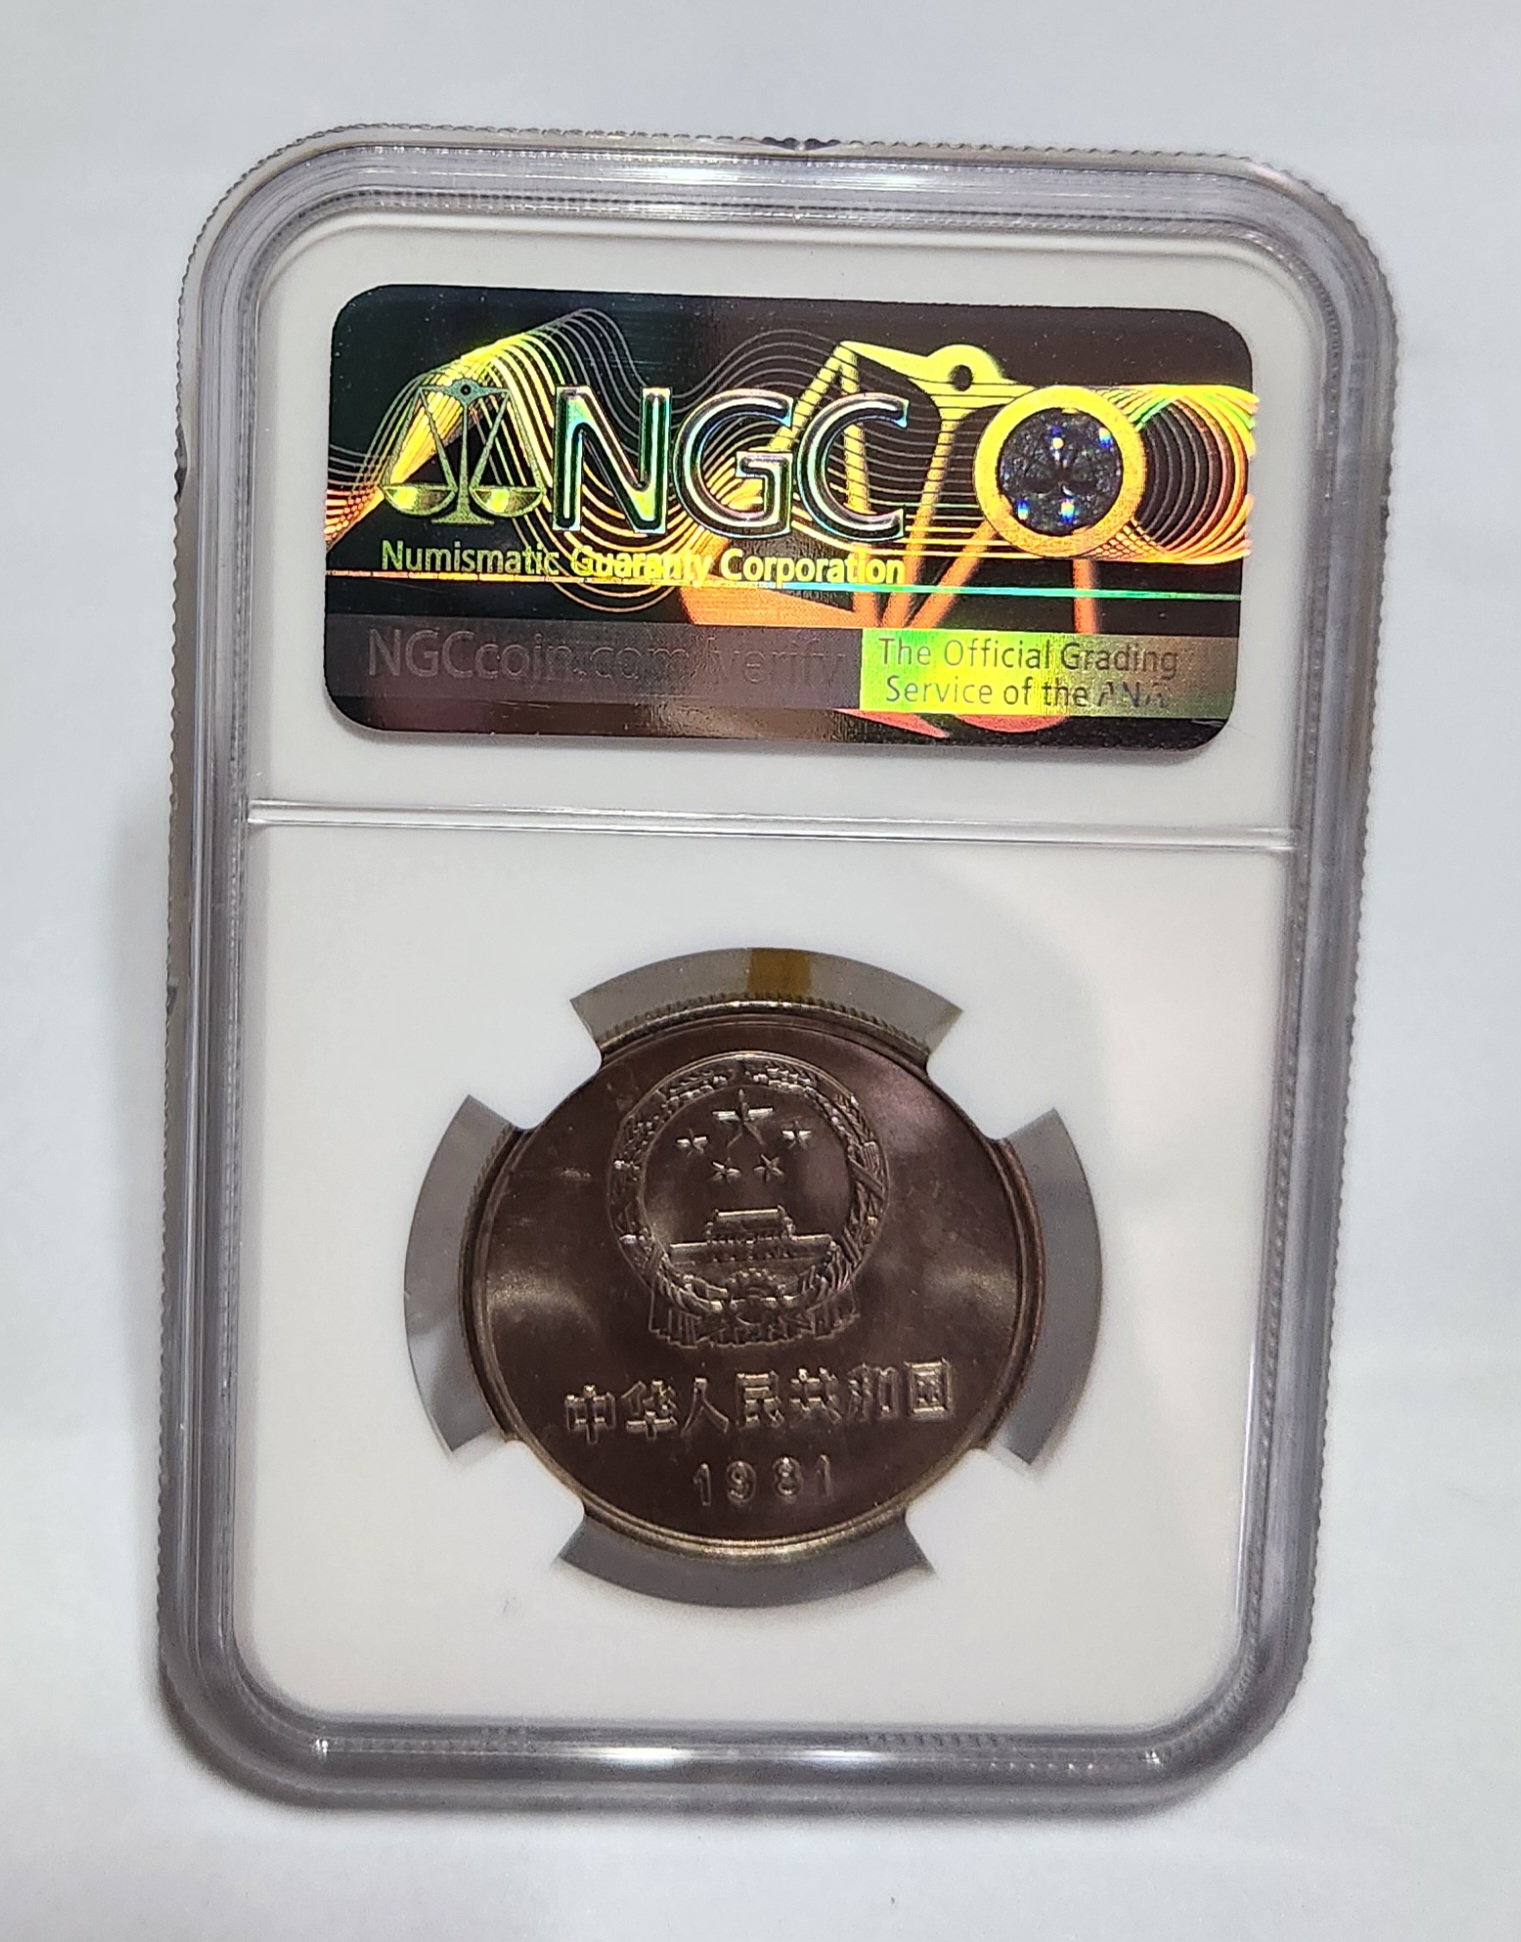 NGC
Numismatic Guaranty Corporation
NGCcoin.com/verify
The Official Grading
Service of the ANA
中华人民共和国
1981